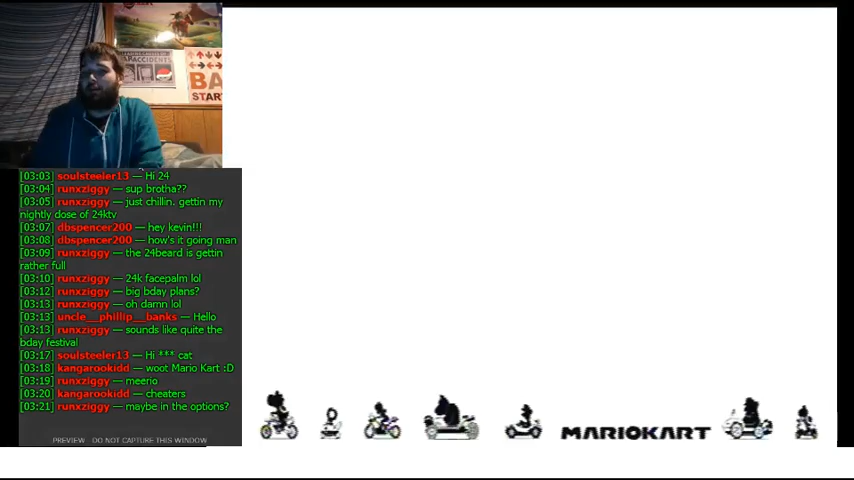 ARACCIDENTS
BA
START
[03:03] soulsteeler13 — Hi 24
[03:04] runxziggy — sup brotha??
[03:05] runxziggy — just chillin. gettin my
nightly dose of 24ktv
[03:07] dbspencer200 — hey kevin!!!
[03:08] dbspencer200 — how's it going man
[03:09] runxziggy — the 24beard is gettin
rather full
[03:10] runxziggy — 24k facepalm lol
[03:12] runxziggy — big bday plans?
[03:13] runxziggy — oh damn lol
[03:13] uncle__phillip__banks — Hello
[03:13] runxziggy — sounds like quite the
bday festival
[03:17] soulsteeler13 — Hi *** cat
[03:18] kangarookidd — woot Mario Kart :D
[03:19] runxziggy — meerio
[03:20] kangarookidd — cheaters
[03:21] runxziggy — maybe in the options?
PREVIEW - DO NOT CAPTURE THIS WINDOW
MARIOKART